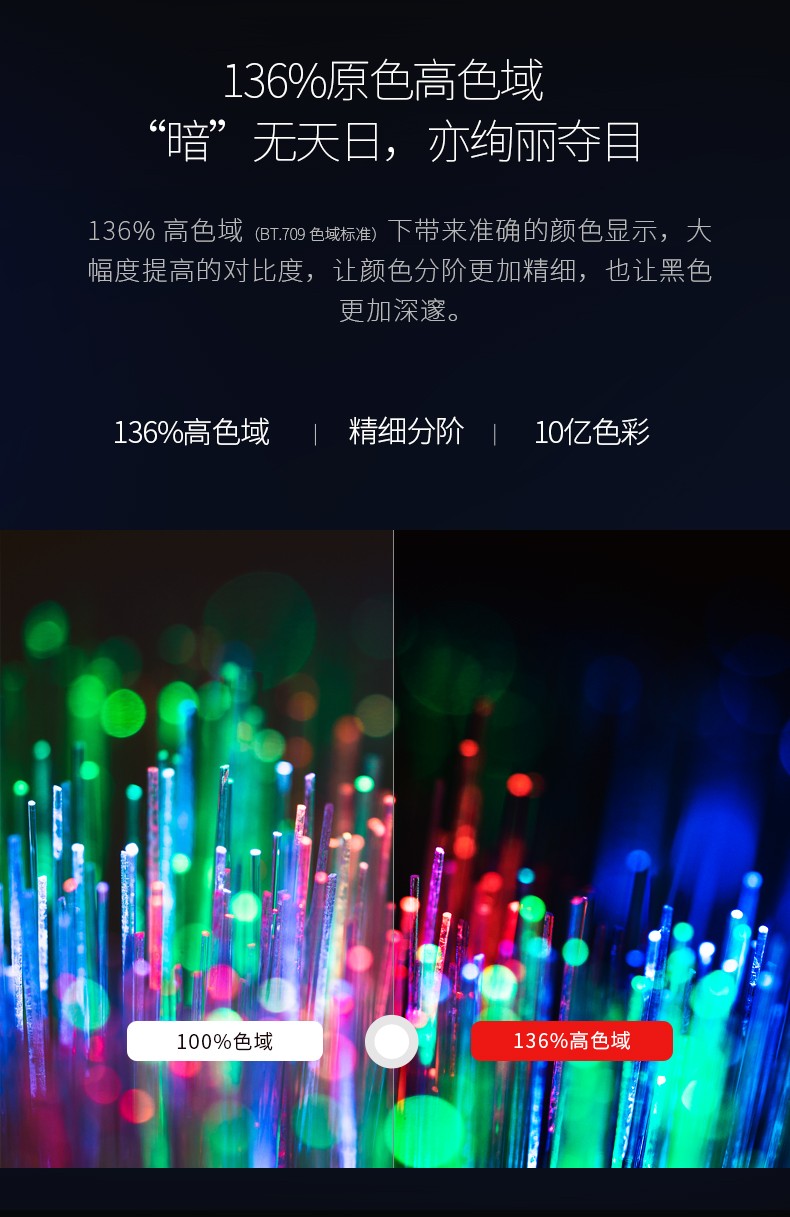 136%原色高色域
“暗”无天日，亦绚丽夺目
136% 高色域（BT.709 色域标准）下带来准确的颜色显示，大
幅度提高的对比度，让颜色分阶更加精细，也让黑色
更加深邃。
136%高色域 | 精细分阶 | 10亿色彩
100%色域
136%高色域